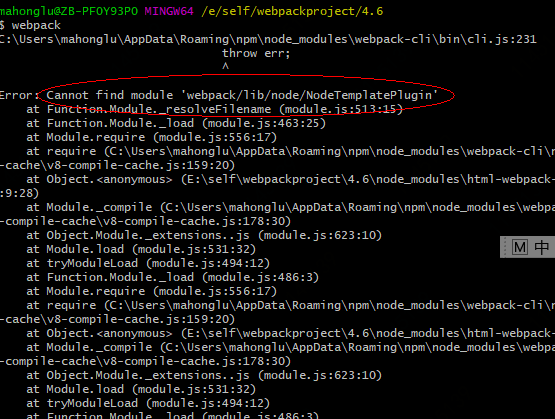 mahonglu@ZB-PFOY93PO MINGW64 /e/self/webpackproject/4.6
$ webpack
C:\Users\mahonglu\AppData\Roaming\npm\node_modules\webpack-cli\bin\cli.js:231
throw err;
^
Error: Cannot find module 'webpack/lib/node/NodeTemplatePlugin'
at Function.Module._resolveFilename (module.js:513:15)
at Function.Module._load (module.js:463:25)
at Module.require (module.js:556:17)
at require (C:\Users\mahonglu\AppData\Roaming\npm\node_modules\webpack-cli\n
-cache\v8-compile-cache.js:159:20)
at Object.<anonymous> (E:\self\webpackproject\4.6\node_modules\html-webpack-
:9:28)
at Module._compile (C:\Users\mahonglu\AppData\Roaming\npm\node_modules\webpa
-compile-cache\v8-compile-cache.js:178:30)
at Object.Module._extensions..js (module.js:623:10)
at Module.load (module.js:531:32)
at tryModuleLoad (module.js:494:12)
at Function.Module._load (module.js:486:3)
at Module.require (module.js:556:17)
at require (C:\Users\mahonglu\AppData\Roaming\npm\node_modules\webpack-cli\n
-cache\v8-compile-cache.js:159:20)
at Object.<anonymous> (E:\self\webpackproject\4.6\node_modules\html-webpack-
at Module._compile (C:\Users\mahonglu\AppData\Roaming\npm\node_modules\webpa
-compile-cache\v8-compile-cache.js:178:30)
at Object.Module._extensions..js (module.js:623:10)
at Module.load (module.js:531:32)
at tryModuleLoad (module.js:494:12)
at Function.Module._load (module.js:486:3)
M 中